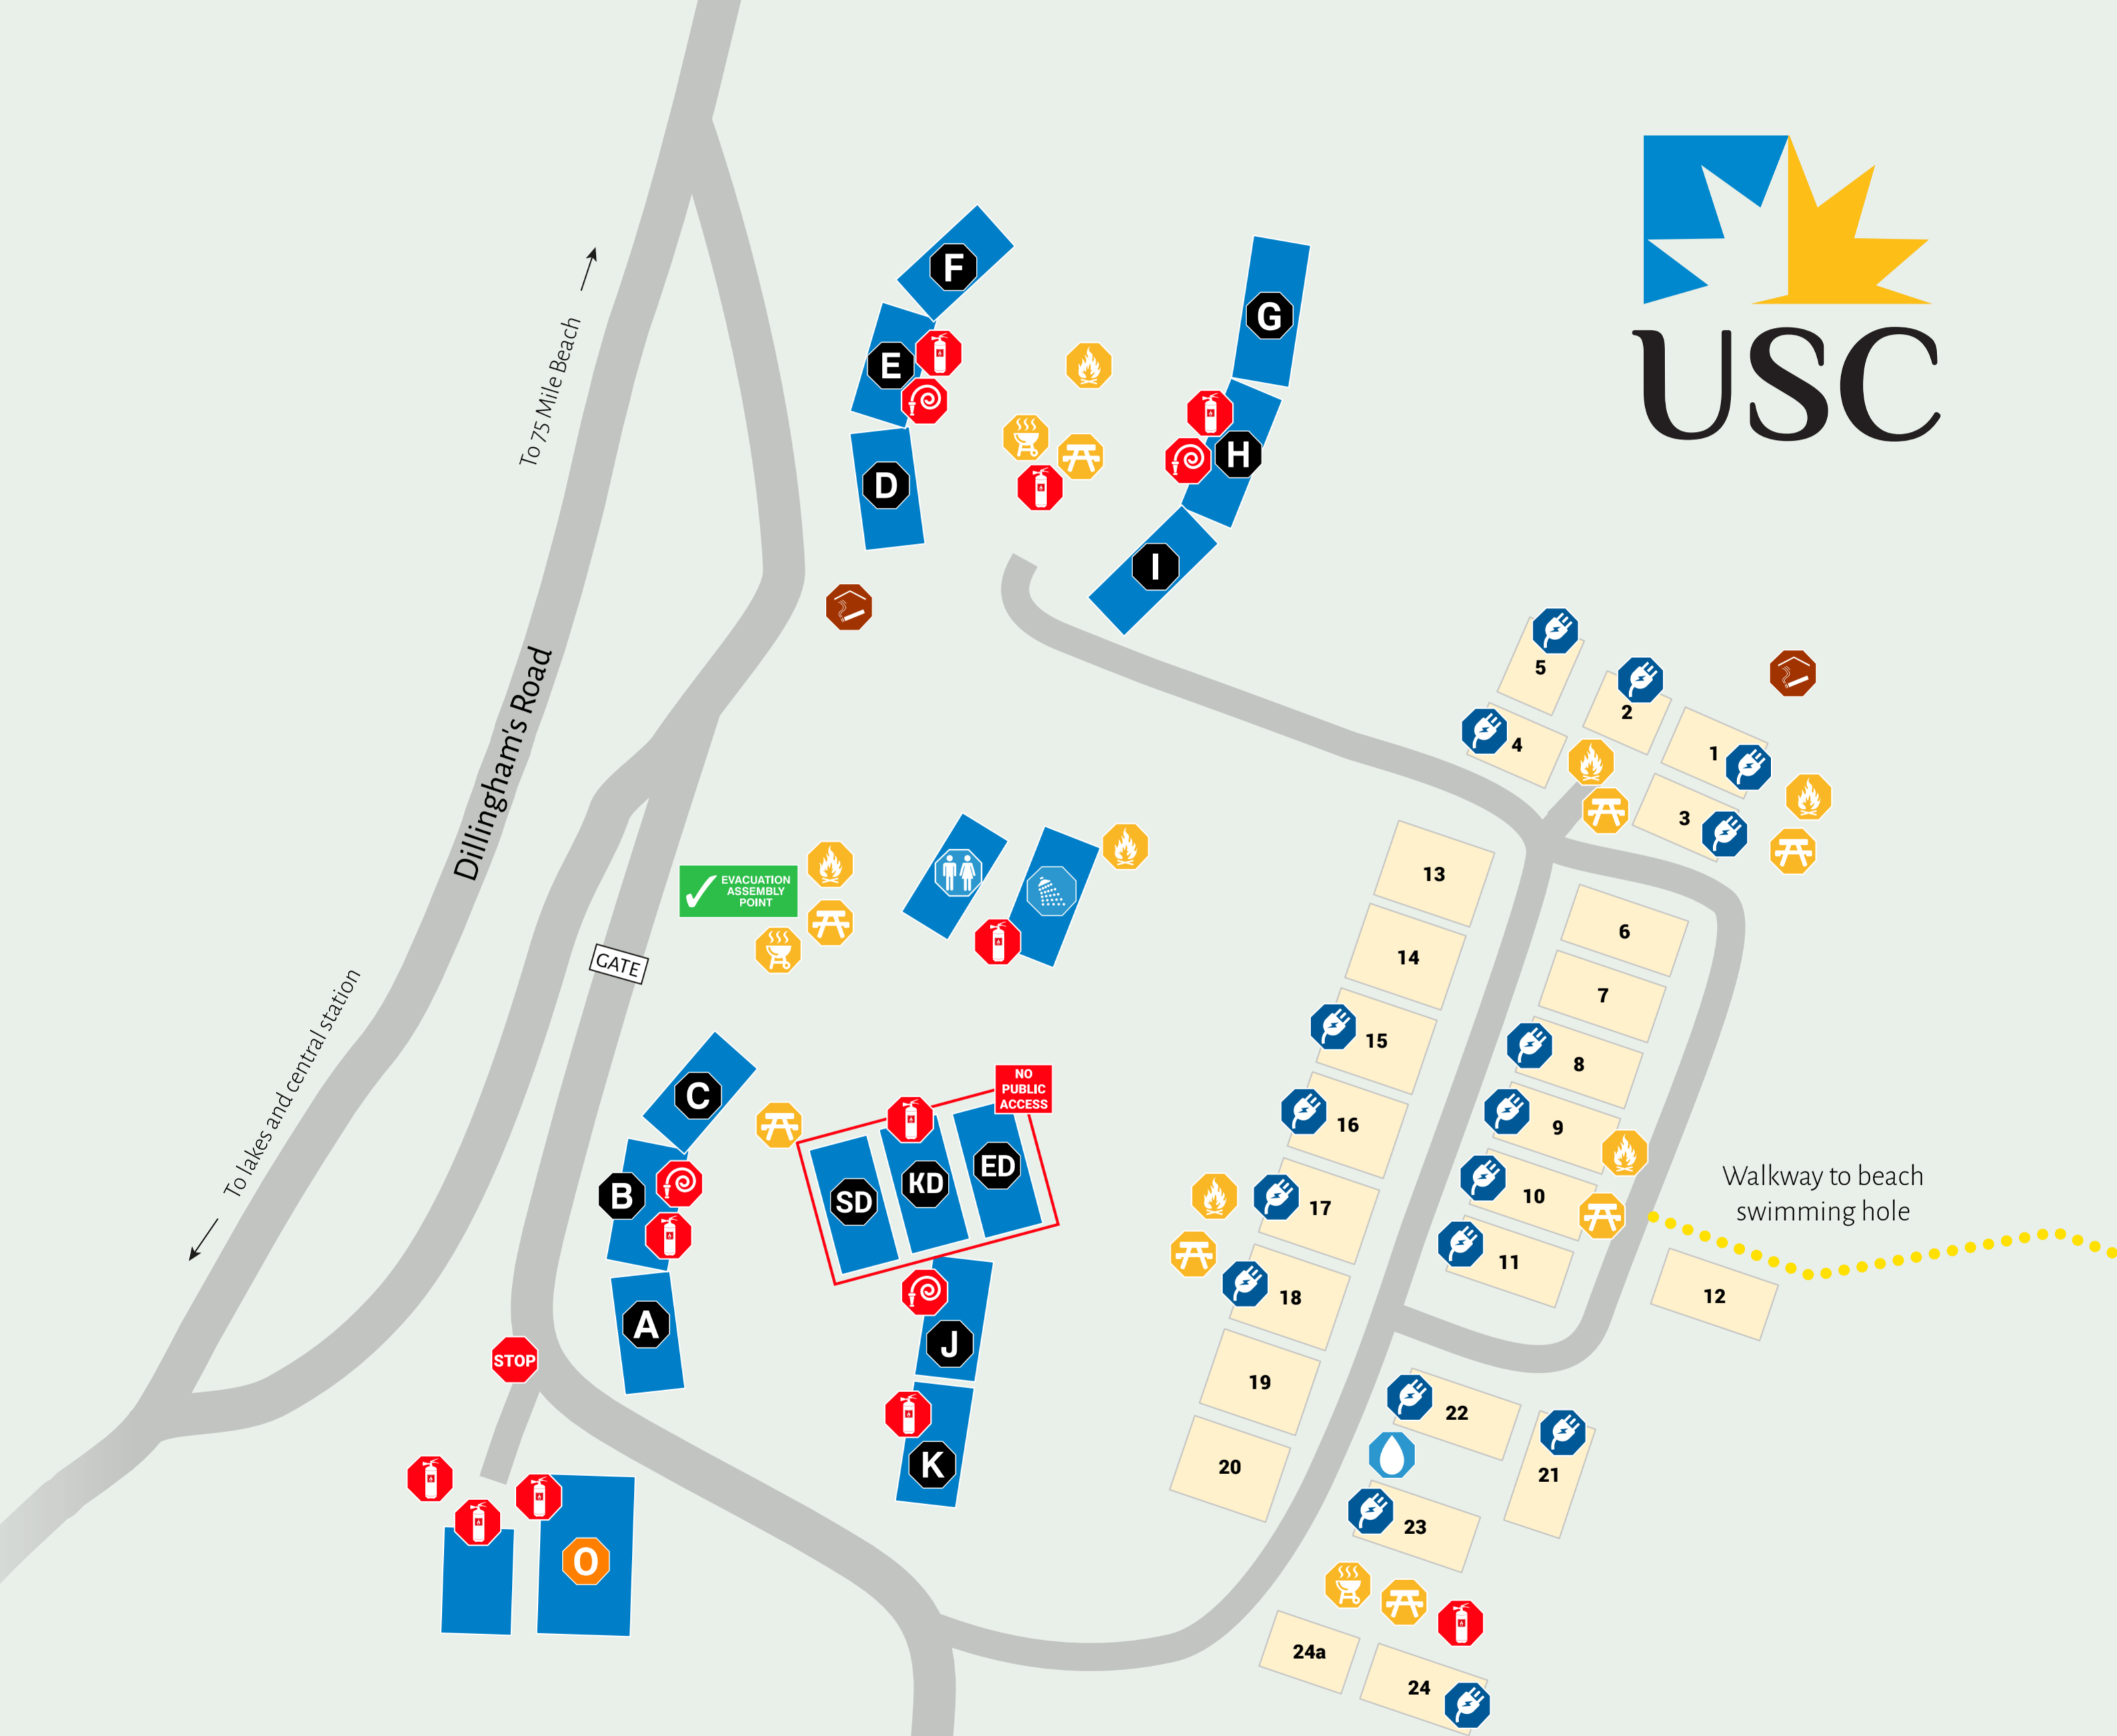 USC
F
G
E
To 75 Mile Beach
H
D
I
5
2
4
1
3
Dillingham's Road
13
EVACUATION
ASSEMBLY
POINT
6
14
GATE
7
15
8
C
NO
PUBLIC
ACCESS
16
9
To lakes and central station
B
SD
KD
ED
17
10
Walkway to beach
swimming hole
11
18
12
A
J
STOP
19
22
K
20
21
23
O
24a
24